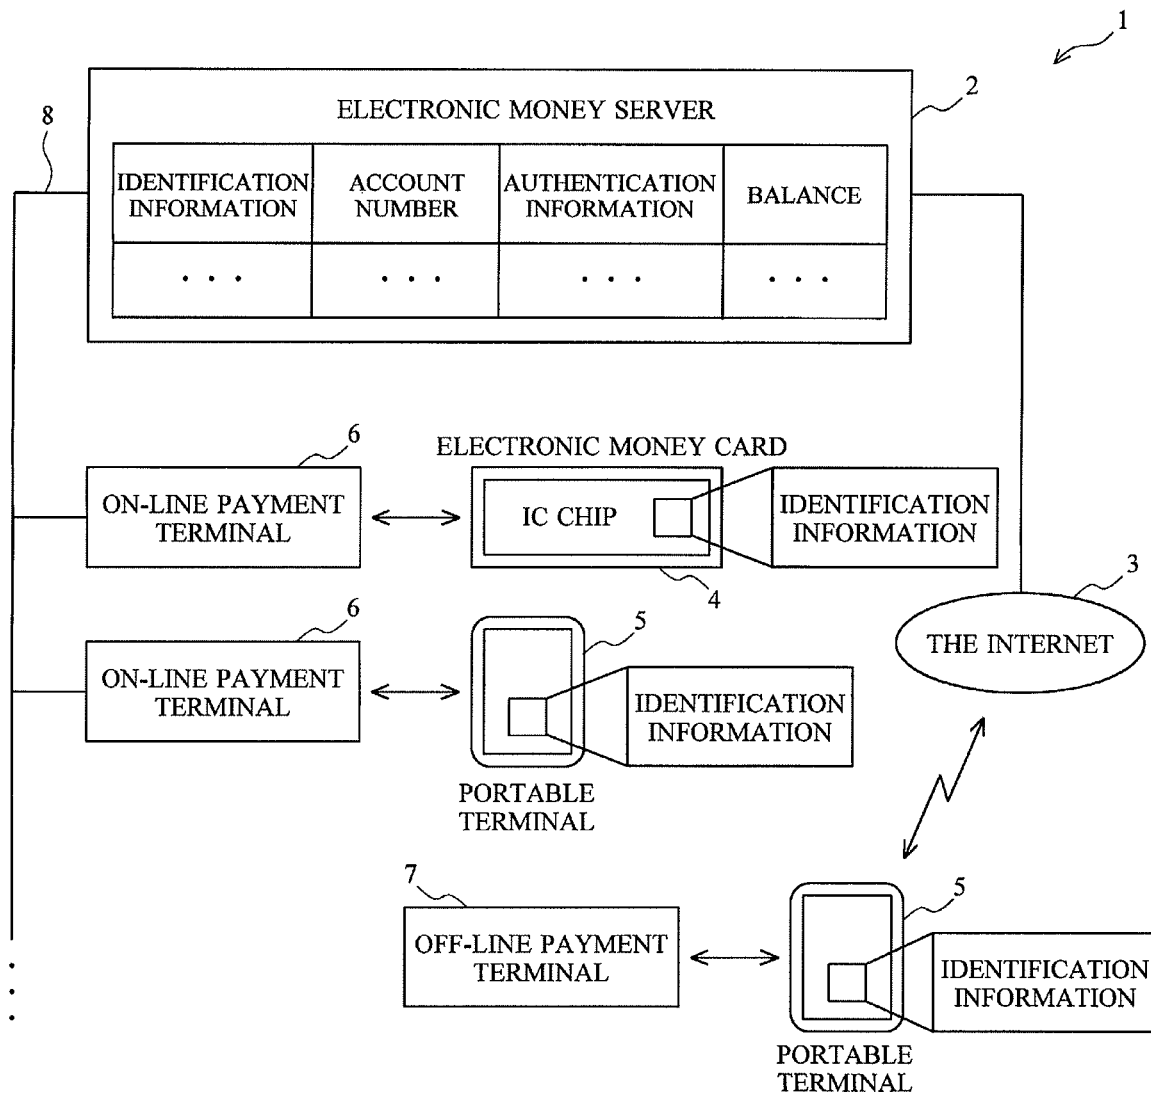 1
2
ELECTRONIC MONEY SERVER
8
IDENTIFICATION
INFORMATION
ACCOUNT
NUMBER
AUTHENTICATION
INFORMATION
BALANCE
. . .
. . .
. . .
. . .
6
ON-LINE PAYMENT
TERMINAL
ELECTRONIC MONEY CARD
IC CHIP
4
IDENTIFICATION
INFORMATION
3
THE INTERNET
6
ON-LINE PAYMENT
TERMINAL
5
IDENTIFICATION
INFORMATION
PORTABLE
TERMINAL
7
OFF-LINE PAYMENT
TERMINAL
5
IDENTIFICATION
INFORMATION
PORTABLE
TERMINAL